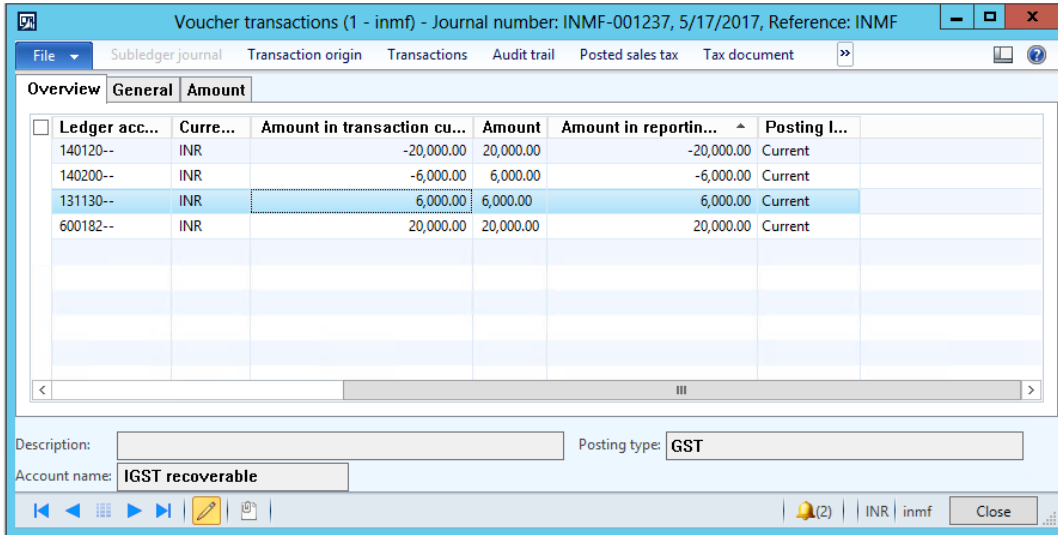 Voucher transactions (1 - inmf) - Journal number: INMF-001237, 5/17/2017, Reference: INMF
File Subledger journal Transaction origin Transactions Audit trail Posted sales tax Tax document »
Overview General Amount
Ledger acc... Curre... Amount in transaction cu... Amount Amount in reportin... Posting l...
140120-- INR -20,000.00 20,000.00 -20,000.00 Current
140200-- INR -6,000.00 6,000.00 -6,000.00 Current
131130-- INR 6,000.00 6,000.00 6,000.00 Current
600182-- INR 20,000.00 20,000.00 20,000.00 Current
Description: Posting type: GST
Account name: IGST recoverable
(2) INR inmf Close